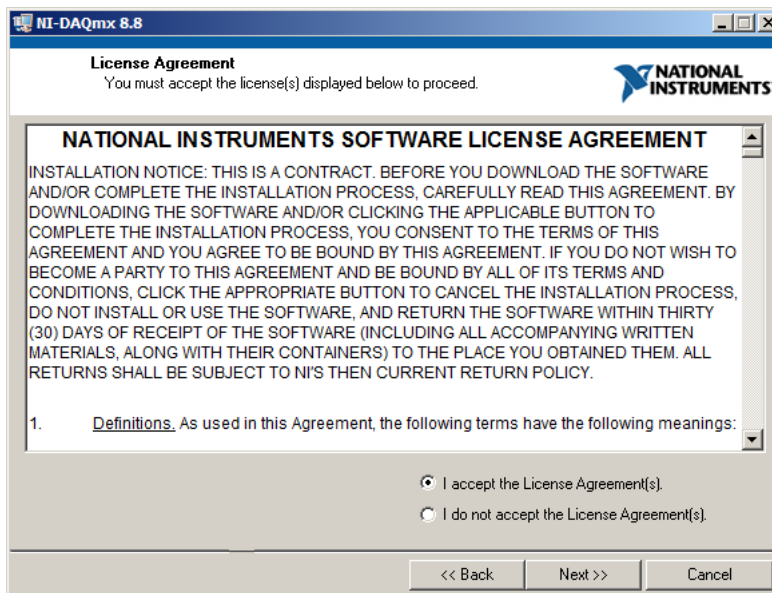 NI-DAQmx 8.8
License Agreement
You must accept the license(s) displayed below to proceed.
NATIONAL
INSTRUMENTS
NATIONAL INSTRUMENTS SOFTWARE LICENSE AGREEMENT
INSTALLATION NOTICE: THIS IS A CONTRACT. BEFORE YOU DOWNLOAD THE SOFTWARE
AND/OR COMPLETE THE INSTALLATION PROCESS, CAREFULLY READ THIS AGREEMENT. BY
DOWNLOADING THE SOFTWARE AND/OR CLICKING THE APPLICABLE BUTTON TO
COMPLETE THE INSTALLATION PROCESS, YOU CONSENT TO THE TERMS OF THIS
AGREEMENT AND YOU AGREE TO BE BOUND BY THIS AGREEMENT. IF YOU DO NOT WISH TO
BECOME A PARTY TO THIS AGREEMENT AND BE BOUND BY ALL OF ITS TERMS AND
CONDITIONS, CLICK THE APPROPRIATE BUTTON TO CANCEL THE INSTALLATION PROCESS,
DO NOT INSTALL OR USE THE SOFTWARE, AND RETURN THE SOFTWARE WITHIN THIRTY
(30) DAYS OF RECEIPT OF THE SOFTWARE (INCLUDING ALL ACCOMPANYING WRITTEN
MATERIALS, ALONG WITH THEIR CONTAINERS) TO THE PLACE YOU OBTAINED THEM. ALL
RETURNS SHALL BE SUBJECT TO NI'S THEN CURRENT RETURN POLICY.
1. Definitions. As used in this Agreement, the following terms have the following meanings:
I accept the License Agreement(s).
I do not accept the License Agreement(s).
<< Back Next >> Cancel